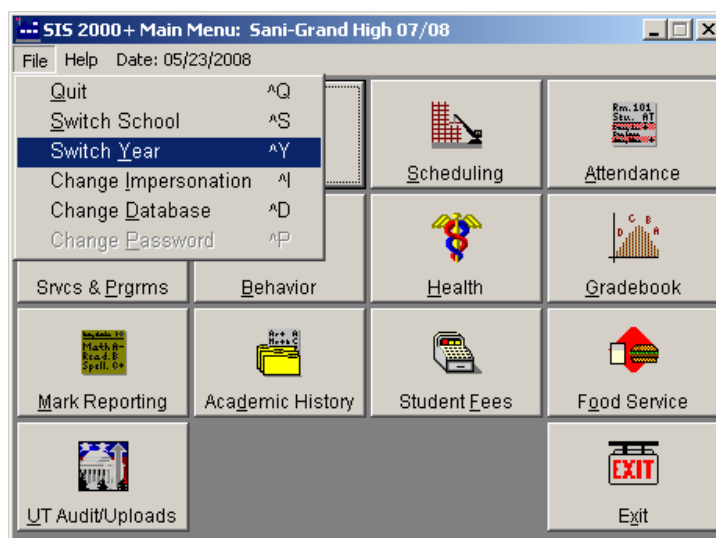 SIS 2000+ Main Menu: Sani-Grand High 07/08
File Help Date: 05/23/2008
Quit ^Q
Switch School ^S
Switch Year ^Y
Change Impersonation ^I
Change Database ^D
Change Password ^P
Scheduling
Rm.101
Stu. AT
Attendance
Srvcs & Prgrms
Behavior
Health
D C B A
Gradebook
Math A-
Read. B
Spell. C+
Mark Reporting
Art A
Academic History
Student Fees
Food Service
UT Audit/Uploads
EXIT
Exit